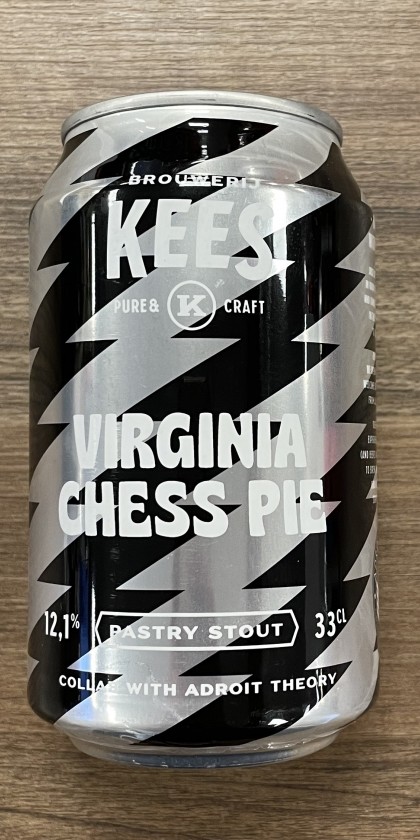 BROUWERIJ
KEES
PURE & K CRAFT
VIRGINIA
CHESS PIE
12,1% PASTRY STOUT 33CL
COLLAB WITH ADROIT THEORY